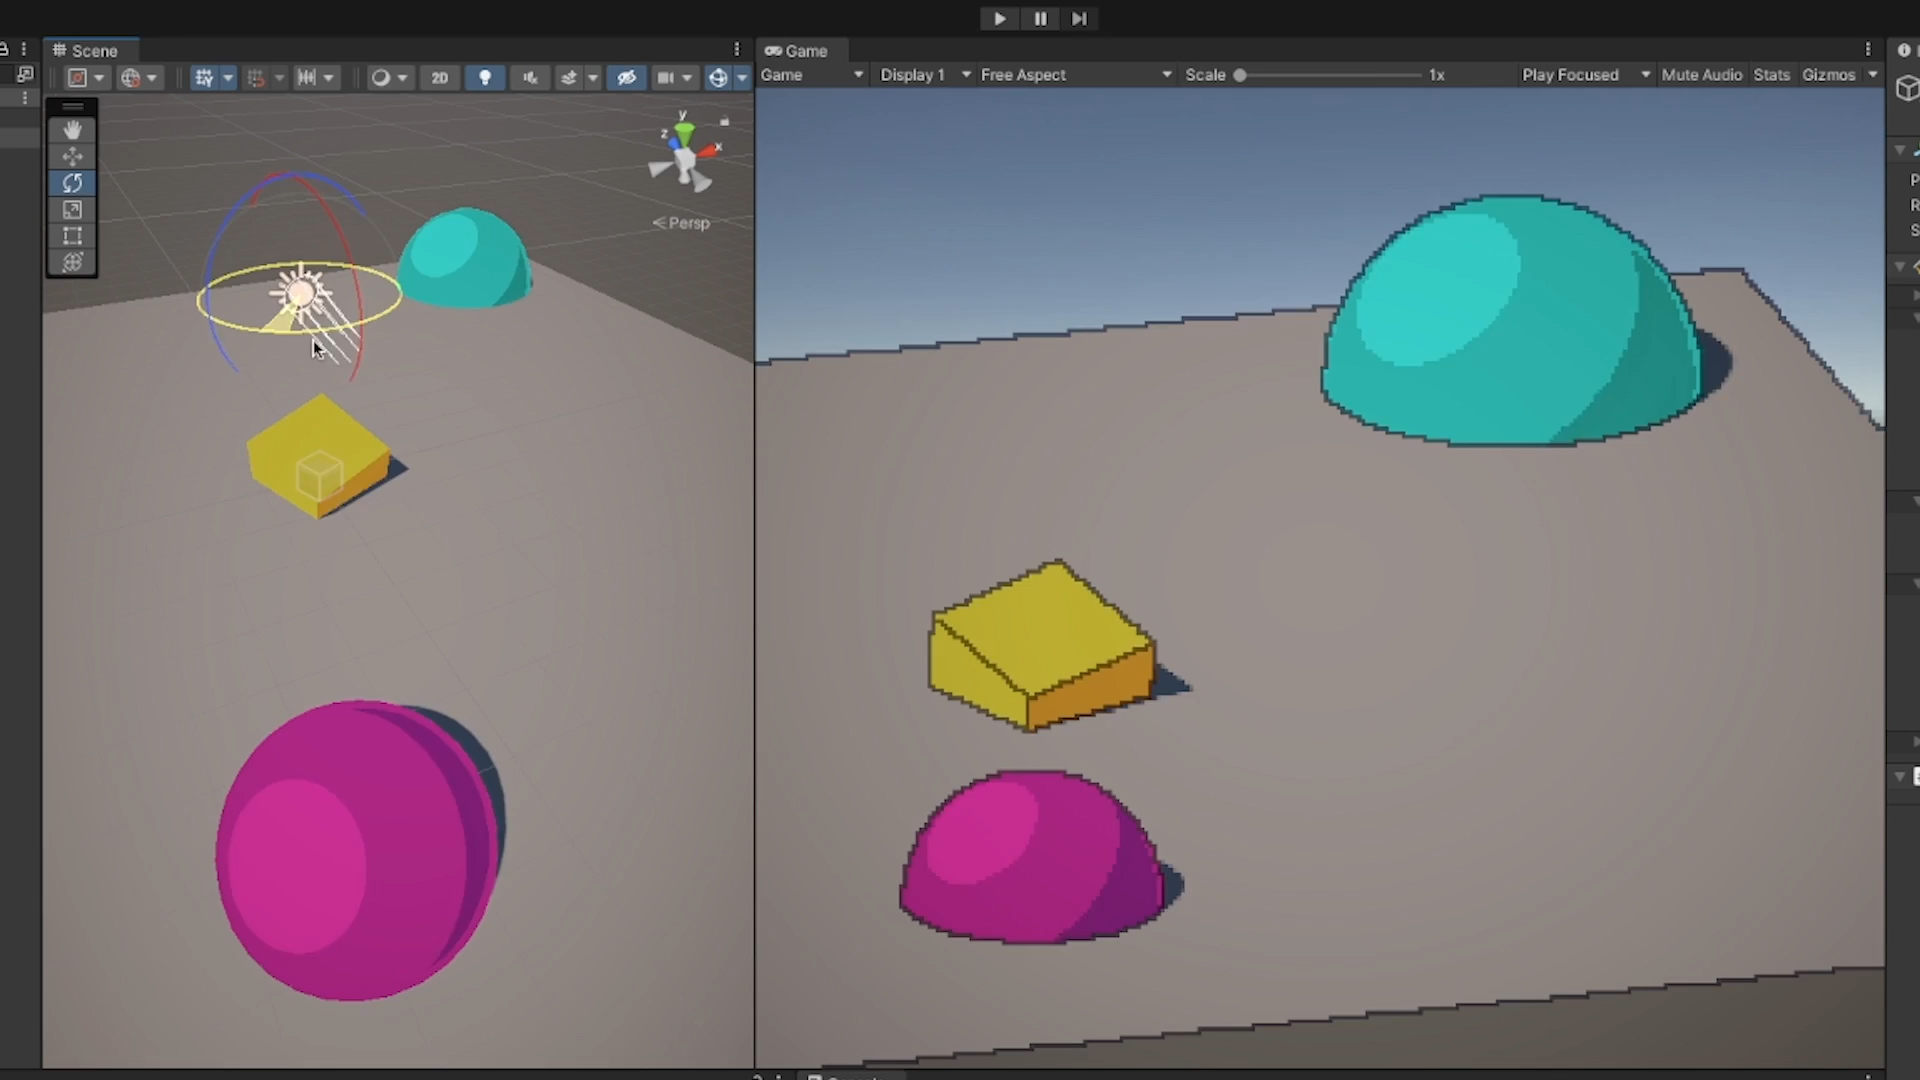 Scene
Game
2D
y
z
x
Persp
Game
Display 1
Free Aspect
Scale
1x
Play Focused
Mute Audio
Stats
Gizmos